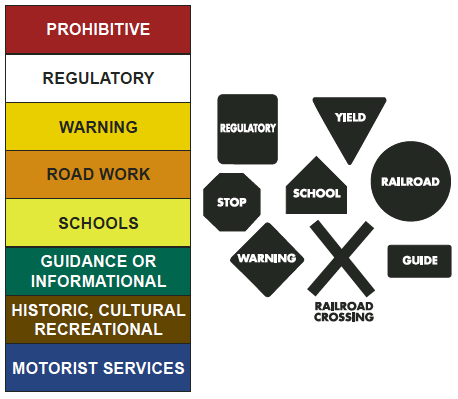 PROHIBITIVE
REGULATORY
WARNING
ROAD WORK
SCHOOLS
GUIDANCE OR
INFORMATIONAL
HISTORIC, CULTURAL
RECREATIONAL
MOTORIST SERVICES
REGULATORY
YIELD
STOP
SCHOOL
RAILROAD
WARNING
RAILROAD
CROSSING
GUIDE